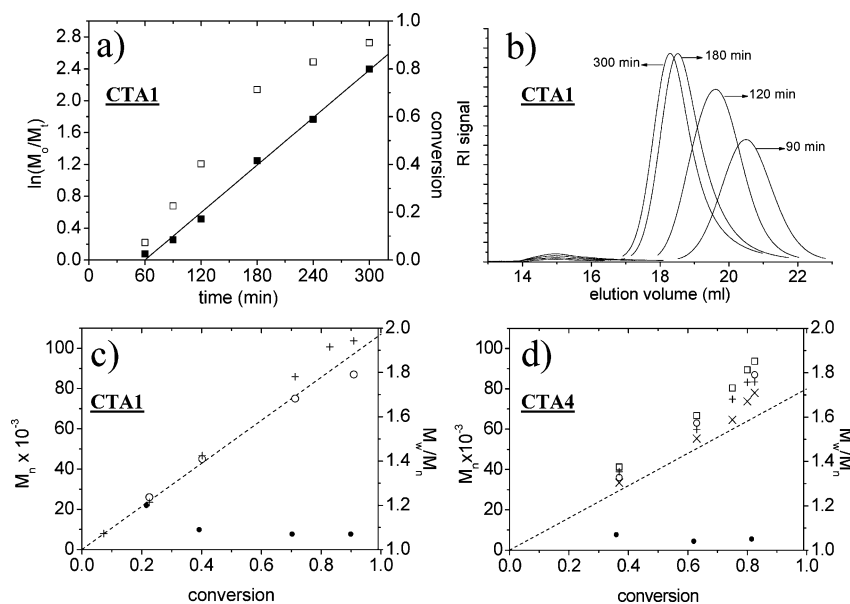 a)
CTA1
ln(M₀/Mₜ)
2.8
2.4
2.0
1.6
1.2
0.8
0.4
0.0
0 60 120 180 240 300
time (min)
1.0
0.8
0.6
0.4
0.2
0.0
conversion
b)
CTA1
RI signal
300 min
180 min
120 min
90 min
14 16 18 20 22
elution volume (ml)
c)
CTA1
Mₙ x 10⁻³
100
80
60
40
20
0
0.0 0.2 0.4 0.6 0.8 1.0
conversion
2.0
1.8
1.6
1.4
1.2
1.0
M_w/Mₙ
d)
CTA4
Mₙ x10⁻³
100
80
60
40
20
0
0.0 0.2 0.4 0.6 0.8 1.0
conversion
2.0
1.8
1.6
1.4
1.2
1.0
M_w/Mₙ